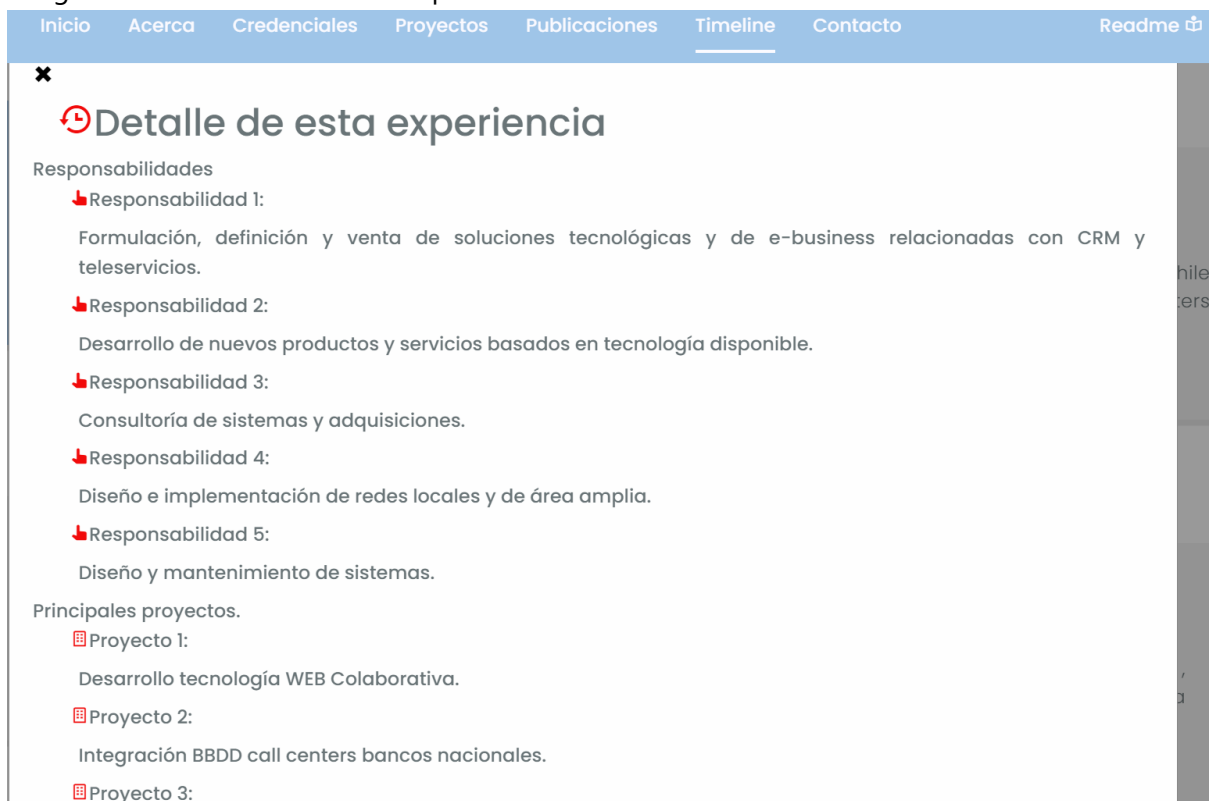 Inicio Acerca Credenciales Proyectos Publicaciones Timeline Contacto Readme
✖
Detalle de esta experiencia
Responsabilidades
Responsabilidad 1:
Formulación, definición y venta de soluciones tecnológicas y de e-business relacionadas con CRM y
teleservicios.
hile
ters
Responsabilidad 2:
Desarrollo de nuevos productos y servicios basados en tecnología disponible.
Responsabilidad 3:
Consultoría de sistemas y adquisiciones.
Responsabilidad 4:
Diseño e implementación de redes locales y de área amplia.
Responsabilidad 5:
Diseño y mantenimiento de sistemas.
Principales proyectos.
Proyecto 1:
Desarrollo tecnología WEB Colaborativa.
,
a
Proyecto 2:
Integración BBDD call centers bancos nacionales.
Proyecto 3: